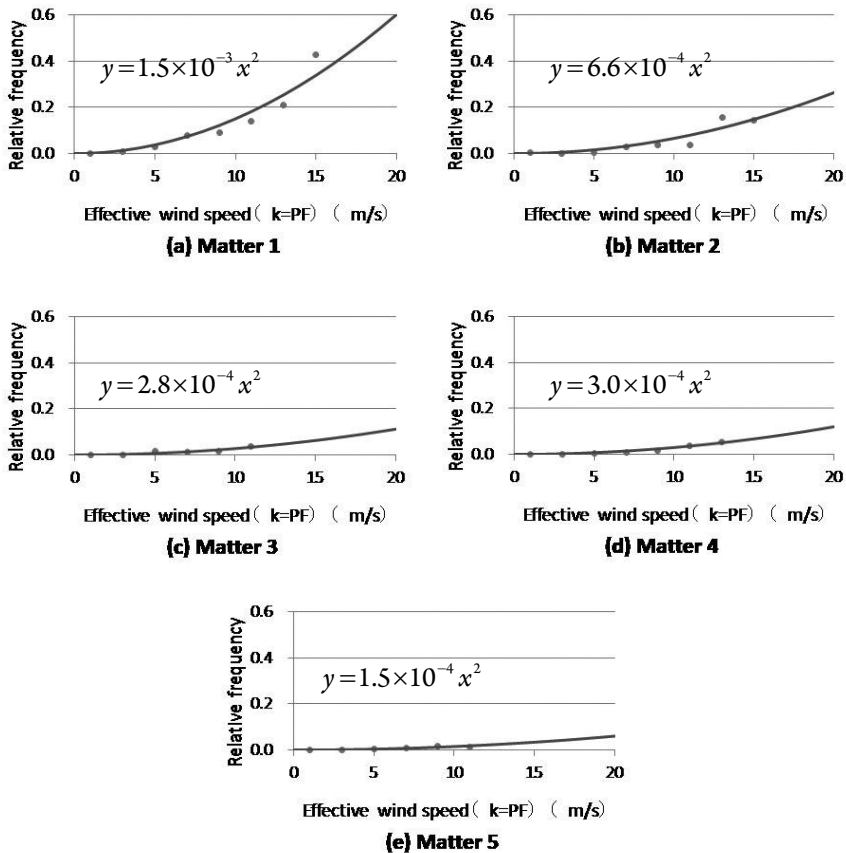 Relative frequency
0.6
0.4
0.2
0.0
y = 1.5×10⁻³ x²
0 5 10 15 20
Effective wind speed( k=PF) ( m/s)
(a) Matter 1
Relative frequency
0.6
0.4
0.2
0.0
y = 6.6×10⁻⁴ x²
0 5 10 15 20
Effective wind speed( k=PF) ( m/s)
(b) Matter 2
Relative frequency
0.6
0.4
0.2
0.0
y = 2.8×10⁻⁴ x²
0 5 10 15 20
Effective wind speed( k=PF) ( m/s)
(c) Matter 3
Relative frequency
0.6
0.4
0.2
0.0
y = 3.0×10⁻⁴ x²
0 5 10 15 20
Effective wind speed( k=PF) ( m/s)
(d) Matter 4
Relative frequency
0.6
0.4
0.2
0.0
y = 1.5×10⁻⁴ x²
0 5 10 15 20
Effective wind speed( k=PF) ( m/s)
(e) Matter 5